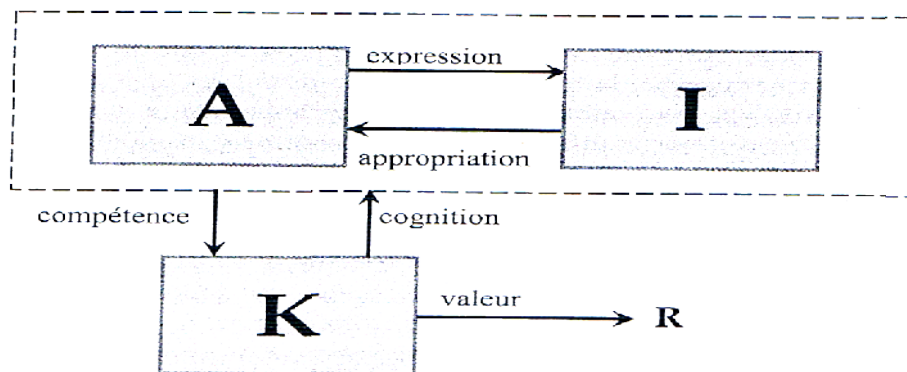 expression
A
I
appropriation
compétence
cognition
K
valeur
R